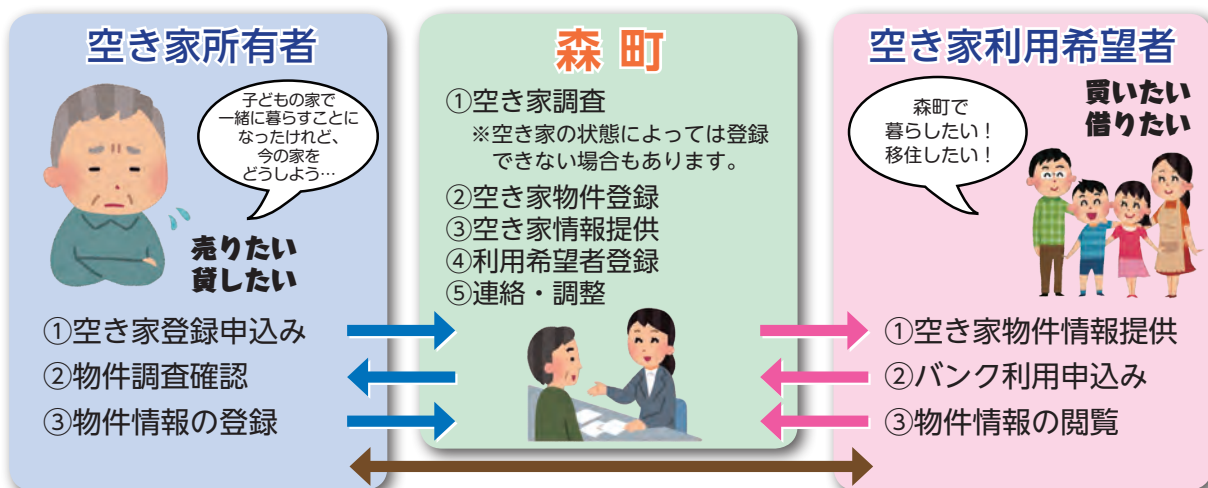 空き家所有者
子どもの家で
一緒に暮らすことに
なったけれど、
今の家を
どうしよう…
売りたい
貸したい
①空き家登録申込み
②物件調査確認
③物件情報の登録
森町
①空き家調査
※空き家の状態によっては登録
できない場合もあります。
②空き家物件登録
③空き家情報提供
④利用希望者登録
⑤連絡・調整
空き家利用希望者
森町で
暮らしたい！
移住したい！
買いたい
借りたい
①空き家物件情報提供
②バンク利用申込み
③物件情報の閲覧